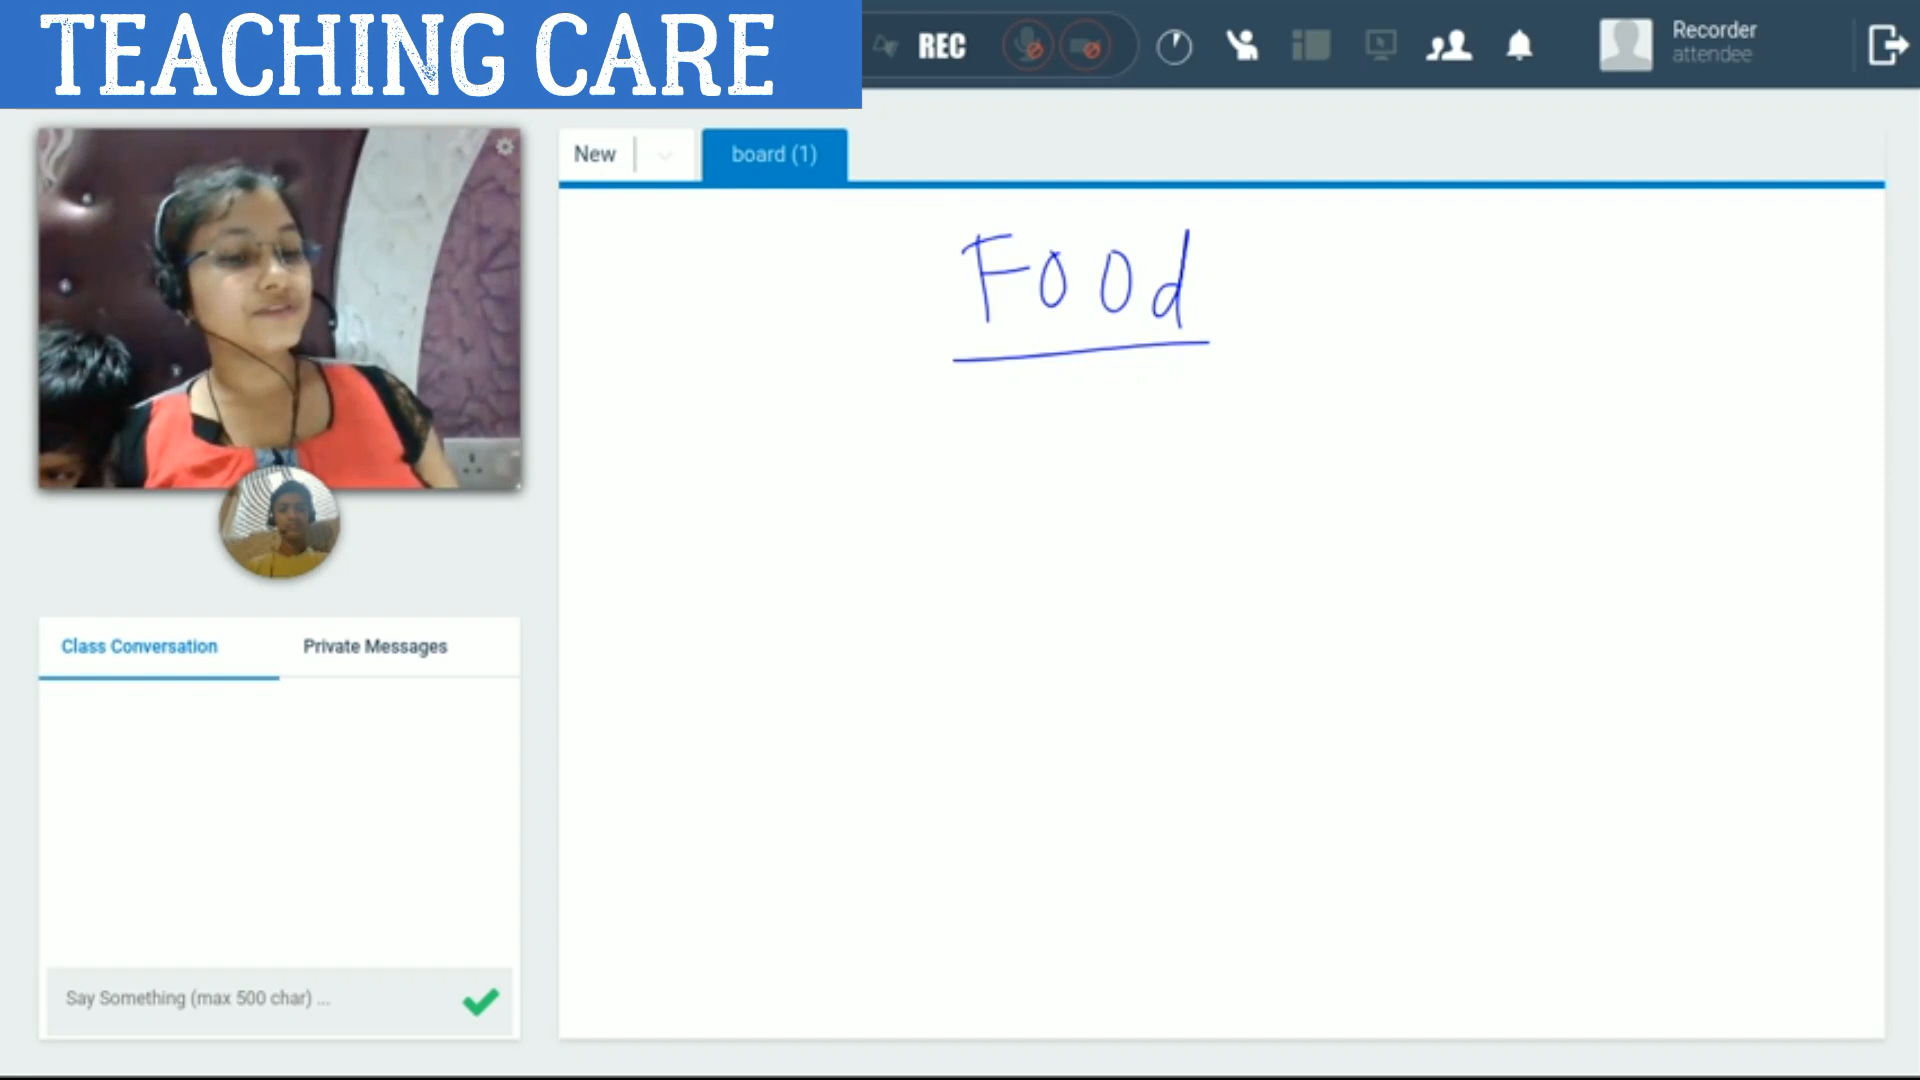 TEACHING CARE
REC
Recorder
attendee
New
board (1)
Food
Class Conversation
Private Messages
Say Something (max 500 char) ...